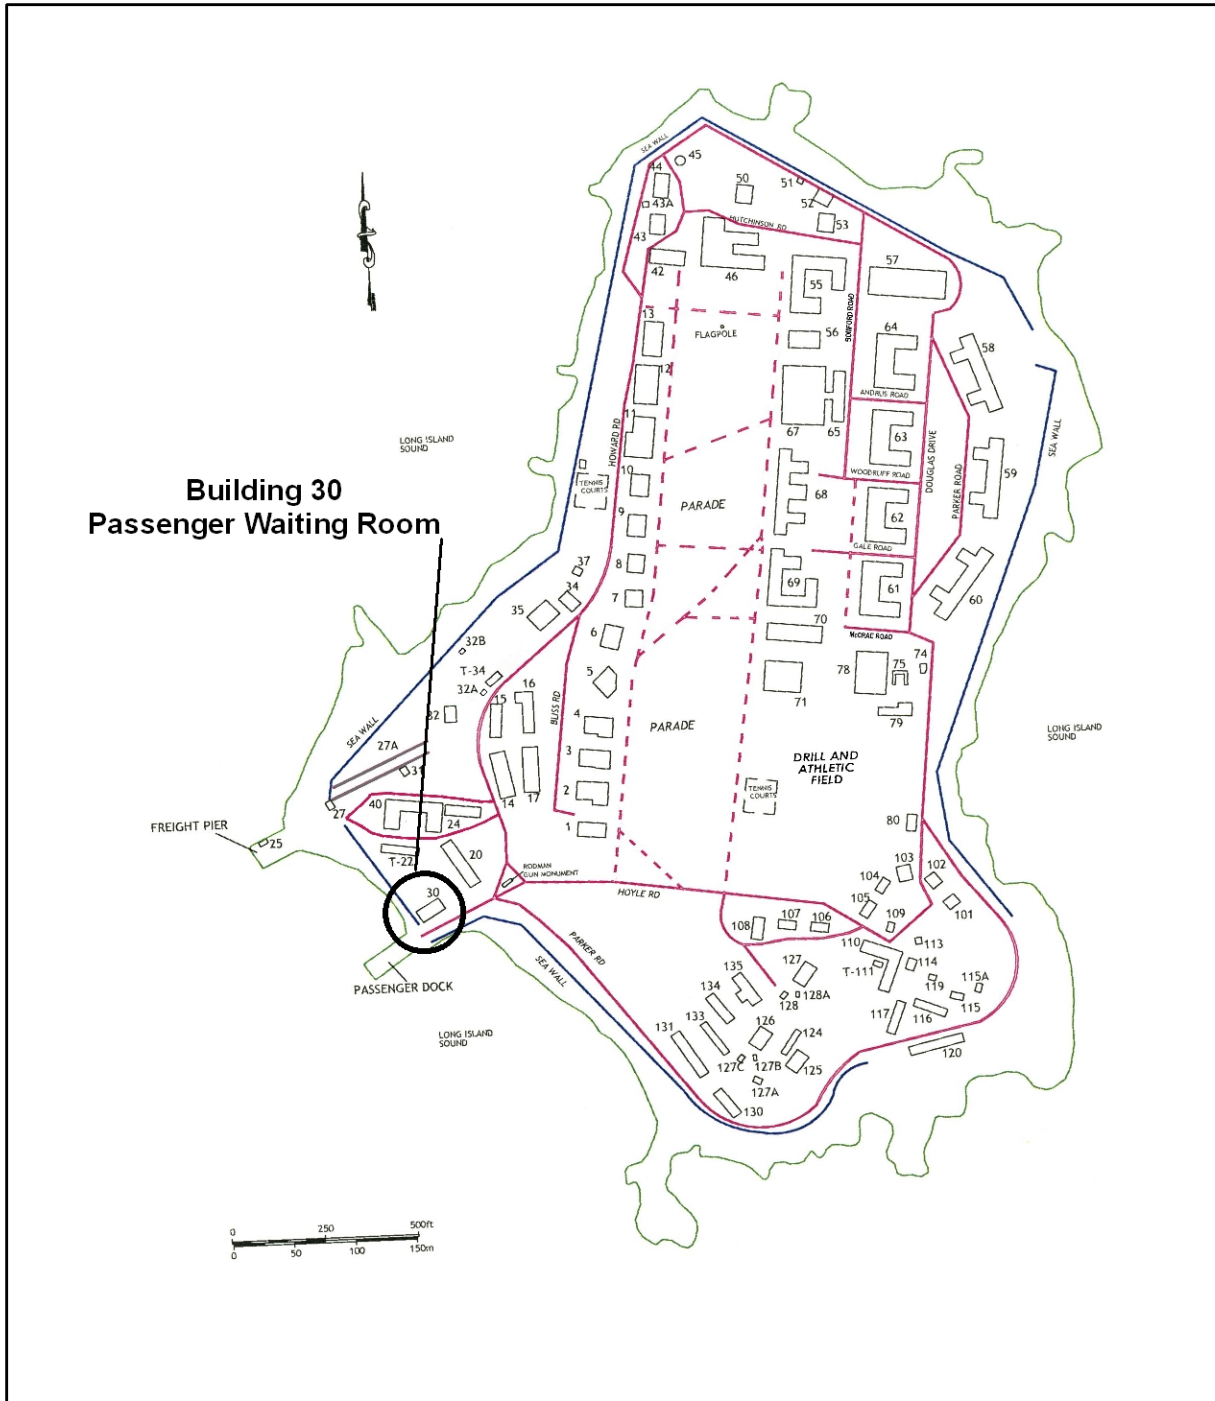 SEA WALL
45
44
50
51
52
43A
53
HUTCHINSON RD
43
42
46
57
55
13
FLAGPOLE
56
BOMFORD ROAD
64
58
12
ANDRUS ROAD
11
67
65
63
DOUGLAS DRIVE
SEA WALL
LONG ISLAND
SOUND
HOWARD RD
10
TENNIS
COURTS
WOODRUFF ROAD
59
PARKER ROAD
Building 30
Passenger Waiting Room
PARADE
68
9
62
GALE ROAD
8
37
34
69
61
60
7
35
70
McCRAE ROAD
6
32B
T-34
5
78
75
74
32A
16
15
71
79
32
BLISS RD
4
PARADE
SEA WALL
27A
3
DRILL AND
ATHLETIC
FIELD
LONG ISLAND
SOUND
31
2
TENNIS
COURTS
14
17
27
40
24
1
80
FREIGHT PIER
25
T-22
20
RODMAN
GUN MONUMENT
103
102
104
30
HOYLE RD
105
101
108
107
106
109
PARKER RD
110
113
SEA WALL
T-111
114
PASSENGER DOCK
135
127
119
115A
134
128
128A
115
116
117
LONG ISLAND
SOUND
131
133
126
124
120
127C
127B
125
127A
130
0
250
500ft
0
50
100
150m